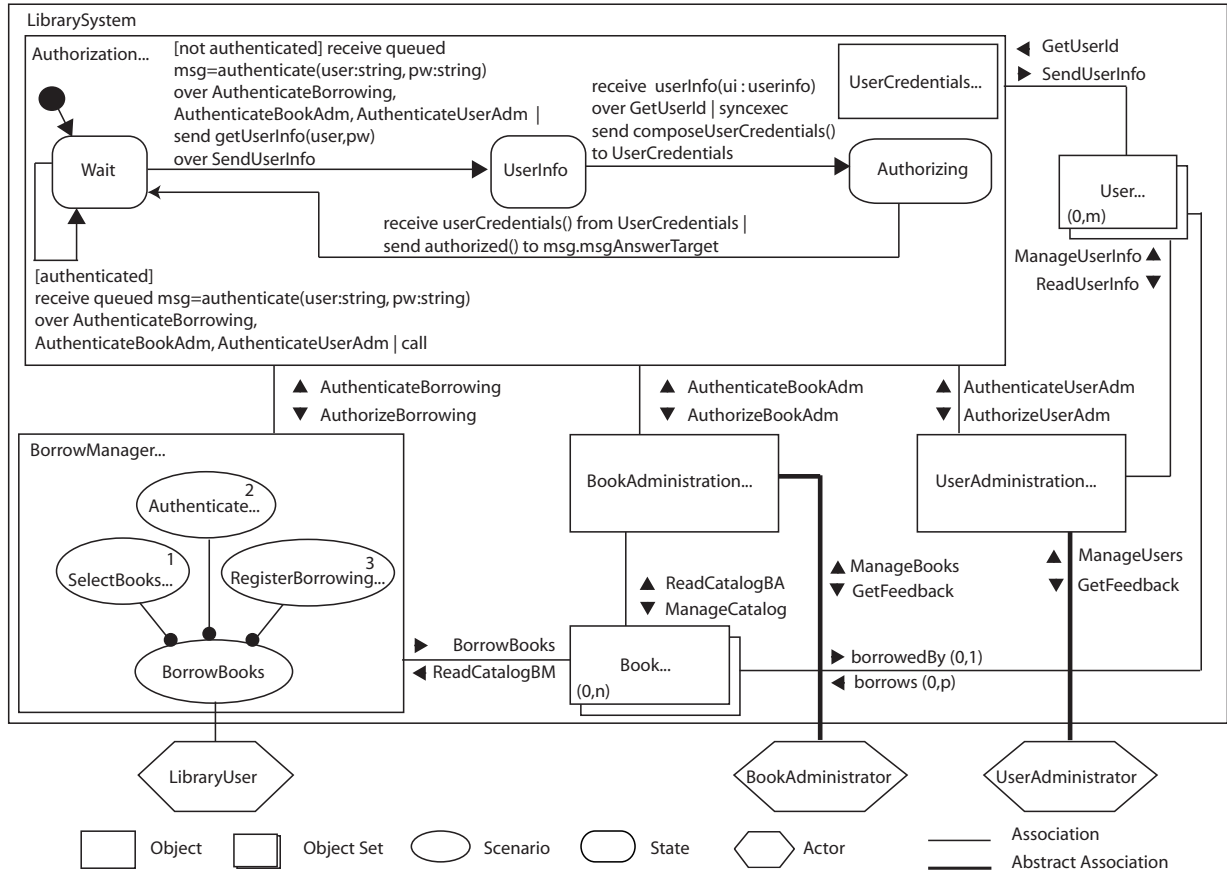 LibrarySystem
Authorization...
[not authenticated] receive queued
msg=authenticate(user:string, pw:string)
over AuthenticateBorrowing,
AuthenticateBookAdm, AuthenticateUserAdm |
send getUserInfo(user,pw)
over SendUserInfo
receive userInfo(ui : userinfo)
over GetUserId | syncexec
send composeUserCredentials()
to UserCredentials
UserCredentials...
GetUserId
SendUserInfo
Wait
UserInfo
Authorizing
User...
(0,m)
receive userCredentials() from UserCredentials |
send authorized() to msg.msgAnswerTarget
[authenticated]
receive queued msg=authenticate(user:string, pw:string)
over AuthenticateBorrowing,
AuthenticateBookAdm, AuthenticateUserAdm | call
ManageUserInfo
ReadUserInfo
AuthenticateBorrowing
AuthorizeBorrowing
AuthenticateBookAdm
AuthorizeBookAdm
AuthenticateUserAdm
AuthorizeUserAdm
BorrowManager...
2
Authenticate...
1
SelectBooks...
3
RegisterBorrowing...
BorrowBooks
BookAdministration...
UserAdministration...
ReadCatalogBA
ManageCatalog
ManageBooks
GetFeedback
ManageUsers
GetFeedback
BorrowBooks
ReadCatalogBM
Book...
(0,n)
borrowedBy (0,1)
borrows (0,p)
LibraryUser
BookAdministrator
UserAdministrator
Object
Object Set
Scenario
State
Actor
Association
Abstract Association